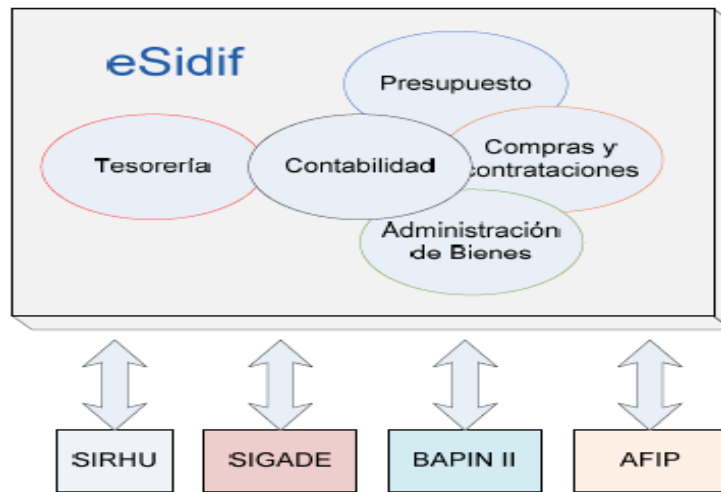 eSidif
Presupuesto
Tesorería
Contabilidad
Compras y
contrataciones
Administración
de Bienes
SIRHU
SIGADE
BAPIN II
AFIP